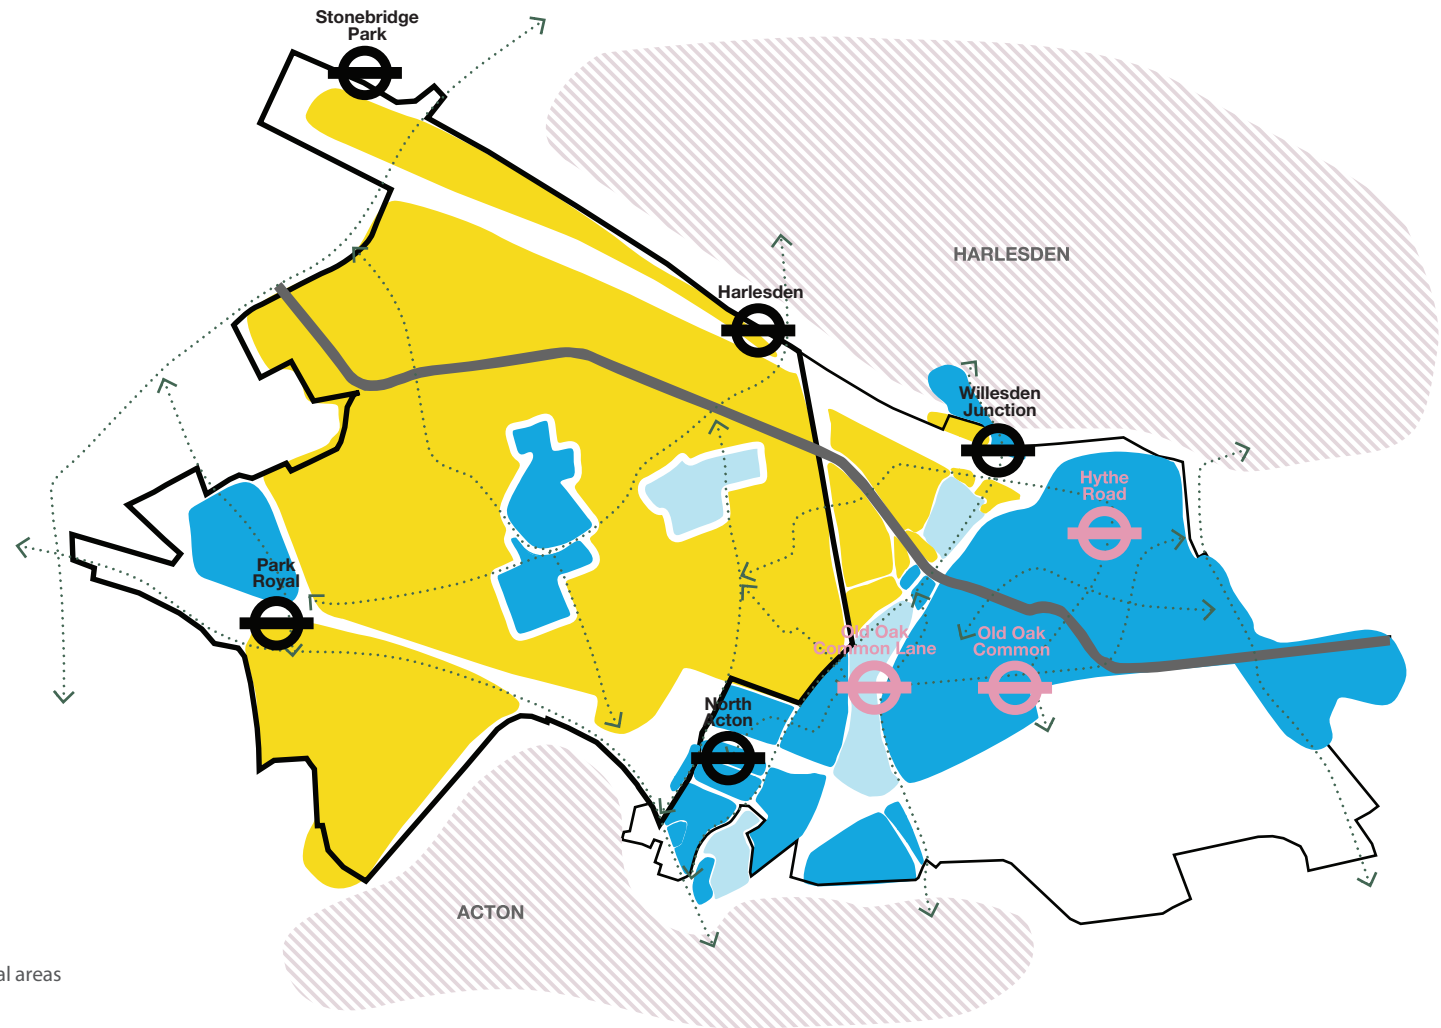 Stonebridge
Park
HARLESDEN
Harlesden
Willesden
Junction
Hythe
Road
Park
Royal
Old Oak
Common Lane
Old Oak
Common
North
Acton
ACTON
al areas